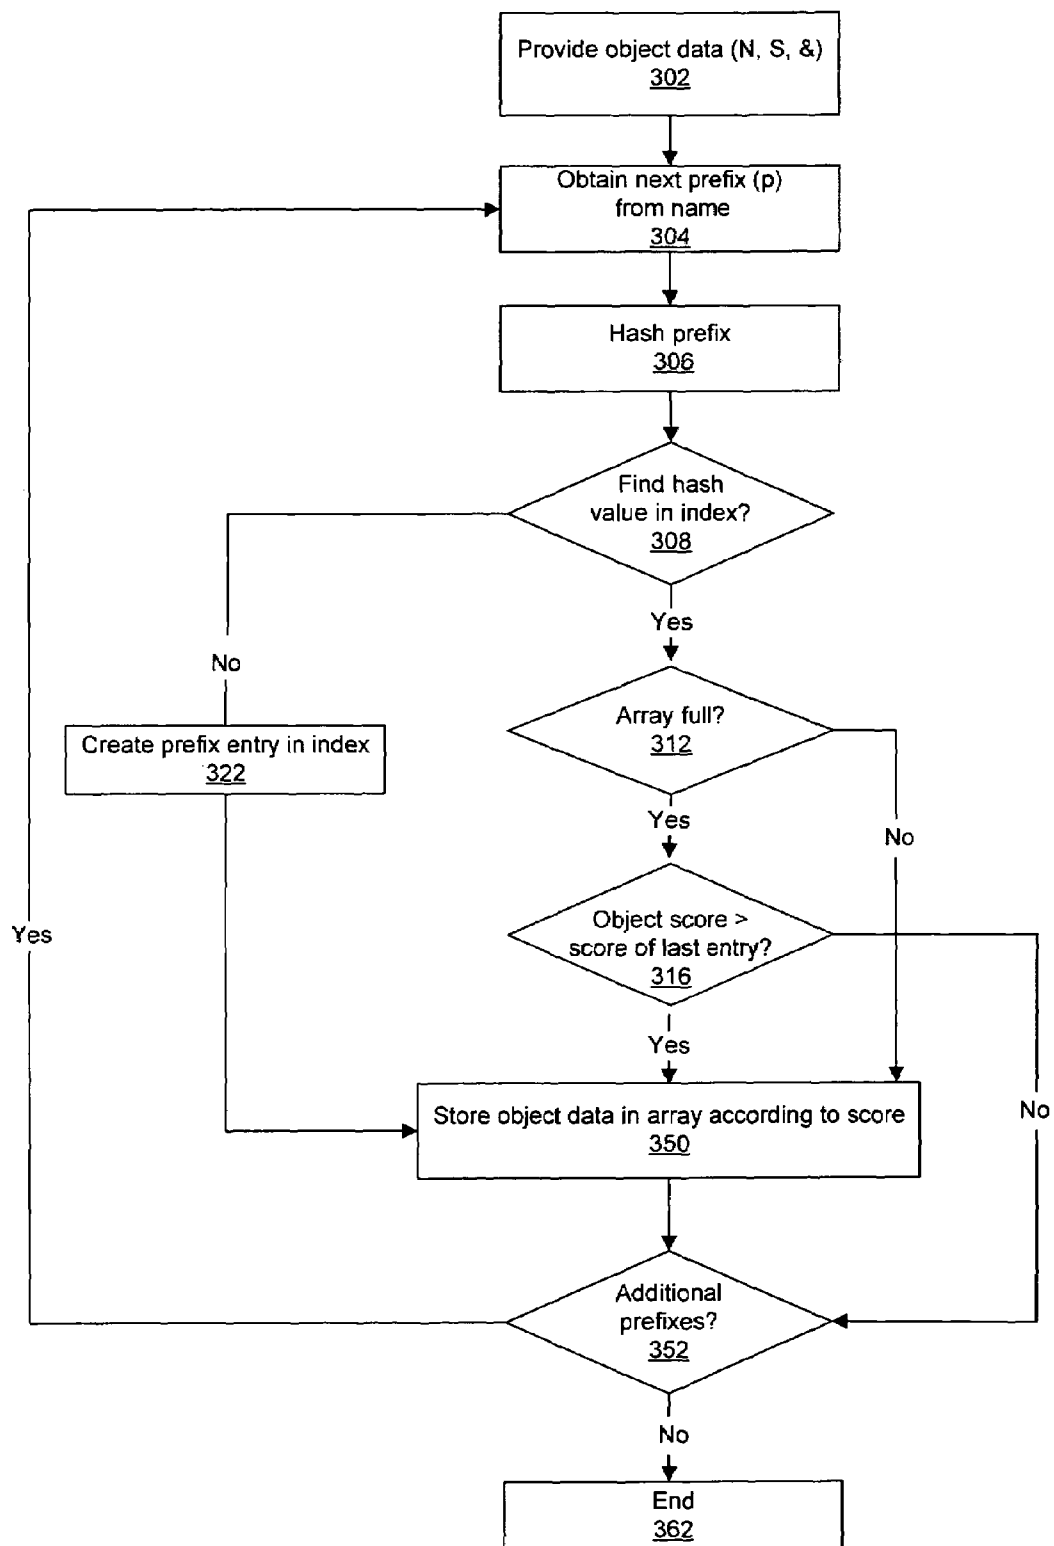 Provide object data (N, S, &)
302
Obtain next prefix (p)
from name
304
Hash prefix
306
Find hash
value in index?
308
Yes
No
Array full?
312
Create prefix entry in index
322
Yes
No
Object score >
score of last entry?
316
Yes
Yes
No
Store object data in array according to score
350
Additional
prefixes?
352
No
End
362